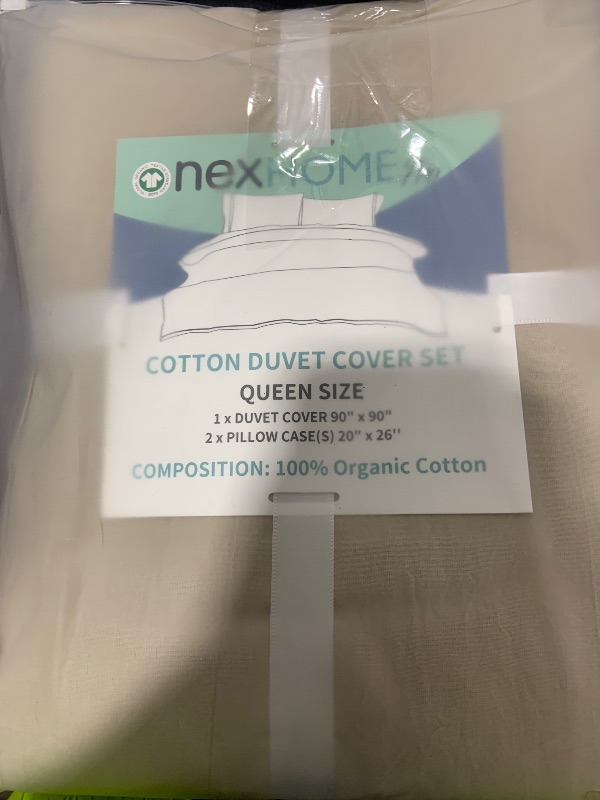 nexHOME
COTTON DUVET COVER SET
QUEEN SIZE
1 x DUVET COVER 90" x 90"
2 x PILLOW CASE(S) 20" x 26''
COMPOSITION: 100% Organic Cotton